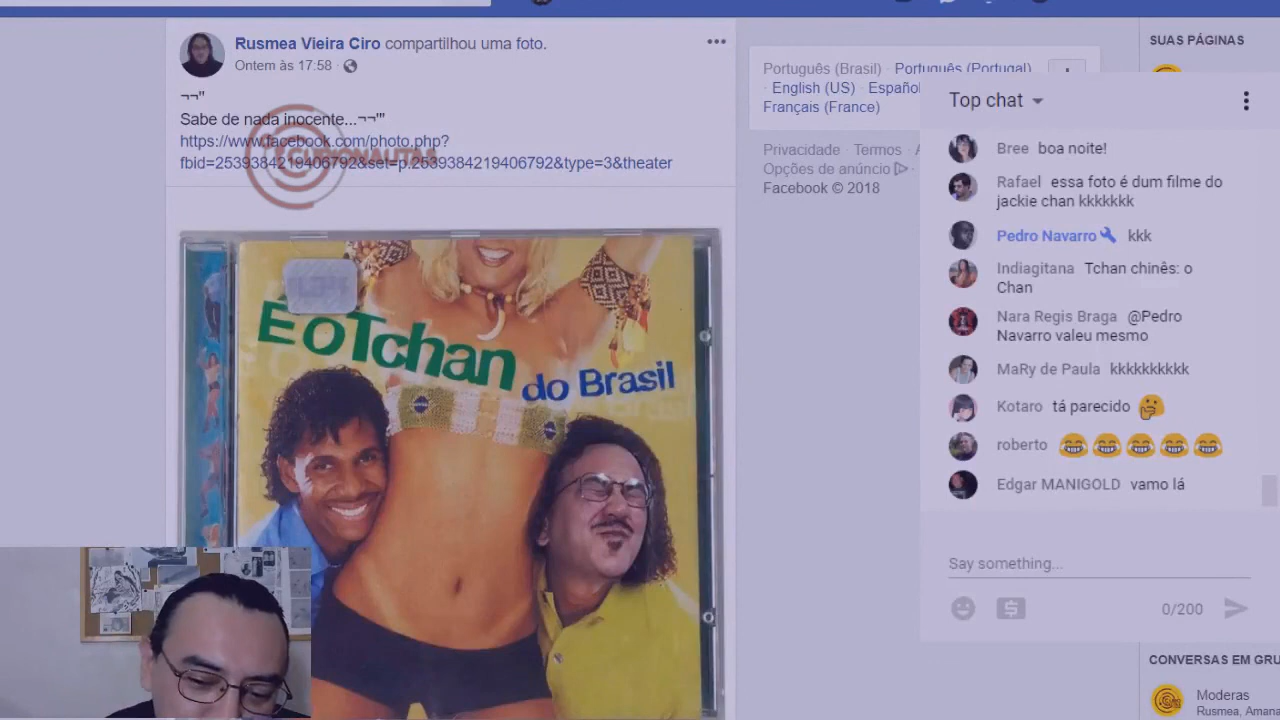 Rusmea Vieira Ciro compartilhou uma foto.
Ontem às 17:58
¬¬"
Sabe de nada inocente...¬¬'"
https://www.facebook.com/photo.php?
fbid=2539384219406792&set=p.2539384219406792&type=3&theater
É o Tchan
do Brasil
Português (Brasil) · Português (Portugal)
· English (US) · Español
Français (France)
Privacidade · Termos ·
Opções de anúncio ·
Facebook © 2018
SUAS PÁGINAS
Top chat
Bree boa noite!
Rafael essa foto é dum filme do
jackie chan kkkkkkk
Pedro Navarro kkk
Indiagitana Tchan chinês: o
Chan
Nara Regis Braga @Pedro
Navarro valeu mesmo
MaRy de Paula kkkkkkkkkk
Kotaro tá parecido 🤔
roberto 😂😂😂😂😂
Edgar MANIGOLD vamo lá
Say something...
0/200
CONVERSAS EM GRU
Moderas
Rusmea, Amana